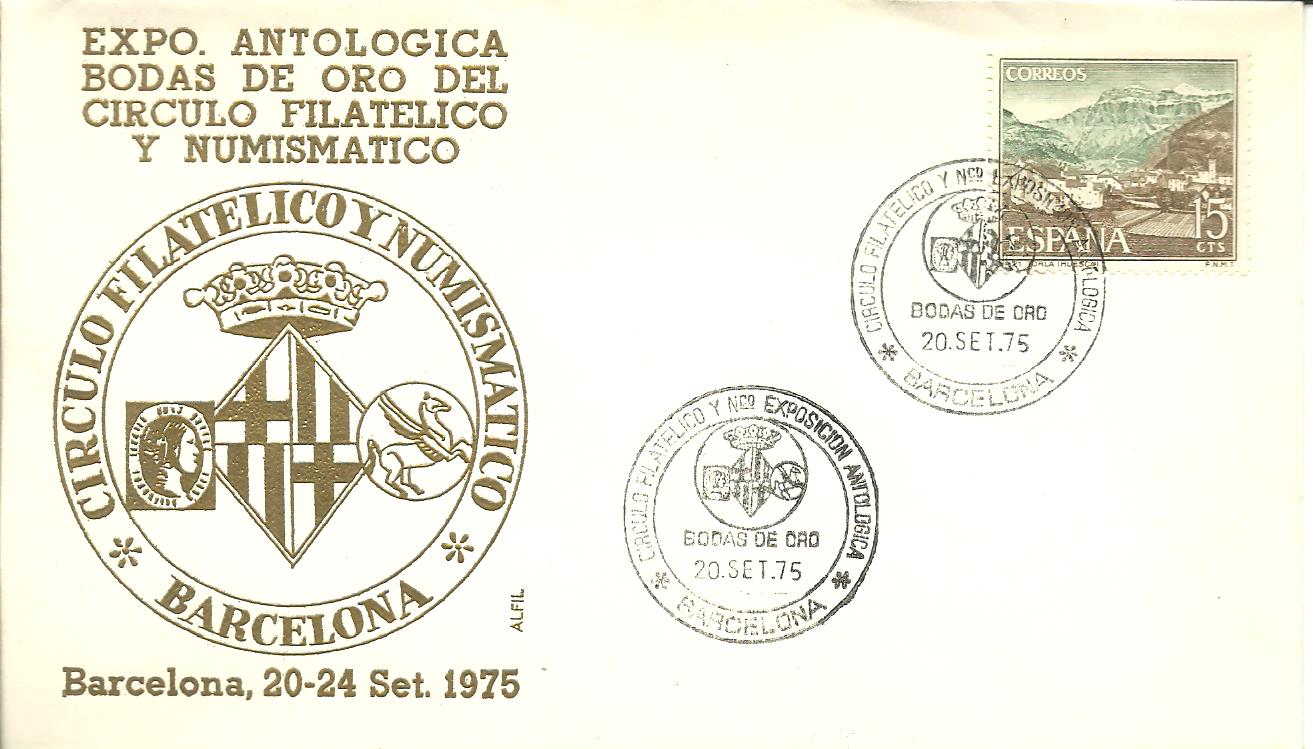 EXPO. ANTOLOGICA
BODAS DE ORO DEL
CIRCULO FILATELICO
Y NUMISMATICO
CIRCULO FILATELICO Y NUMISMATICO
* BARCELONA *
ALFIL
Barcelona, 20-24 Set. 1975
CORREOS
15
CTS
ESPAÑA
TORLA (HUESCA)
F.N.M.T
CIRCULO FILATELICO Y Nco EXPOSICION ANTOLOGICA
BODAS DE ORO
20.SET.75
* BARCELONA *
CIRCULO FILATELICO Y Nco EXPOSICION ANTOLOGICA
BODAS DE ORO
20.SET.75
* BARCELONA *